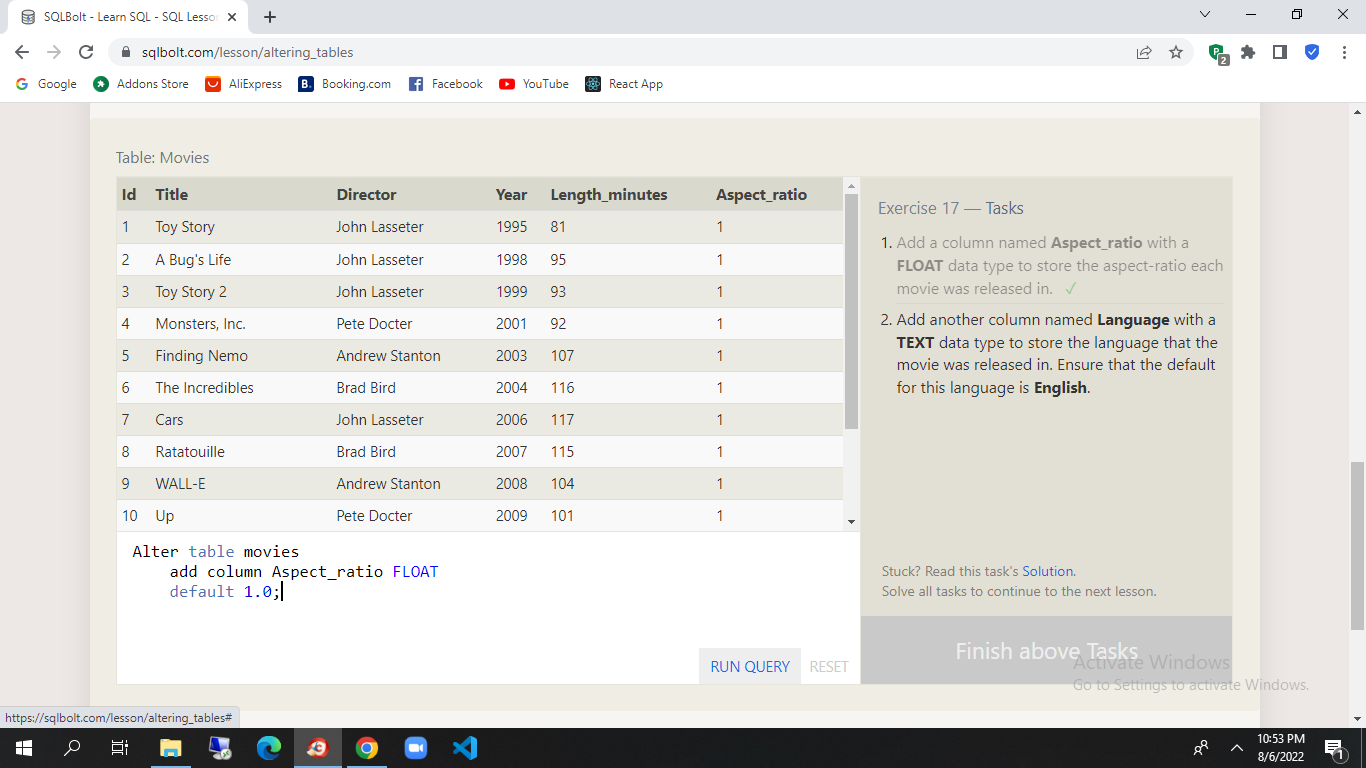 SQLBolt - Learn SQL - SQL Lesson
sqlbolt.com/lesson/altering_tables
2
Google Addons Store AliExpress B. Booking.com Facebook YouTube React App
Table: Movies
Id Title Director Year Length_minutes Aspect_ratio
1 Toy Story John Lasseter 1995 81 1
2 A Bug's Life John Lasseter 1998 95 1
3 Toy Story 2 John Lasseter 1999 93 1
4 Monsters, Inc. Pete Docter 2001 92 1
5 Finding Nemo Andrew Stanton 2003 107 1
6 The Incredibles Brad Bird 2004 116 1
7 Cars John Lasseter 2006 117 1
8 Ratatouille Brad Bird 2007 115 1
9 WALL-E Andrew Stanton 2008 104 1
10 Up Pete Docter 2009 101 1
Alter table movies
add column Aspect_ratio FLOAT
default 1.0;
RUN QUERY RESET
Exercise 17 — Tasks
1. Add a column named Aspect_ratio with a
FLOAT data type to store the aspect-ratio each
movie was released in. ✓
2. Add another column named Language with a
TEXT data type to store the language that the
movie was released in. Ensure that the default
for this language is English.
Stuck? Read this task's Solution.
Solve all tasks to continue to the next lesson.
Finish above Tasks
Activate Windows
Go to Settings to activate Windows.
https://sqlbolt.com/lesson/altering_tables#
10:53 PM
8/6/2022
1